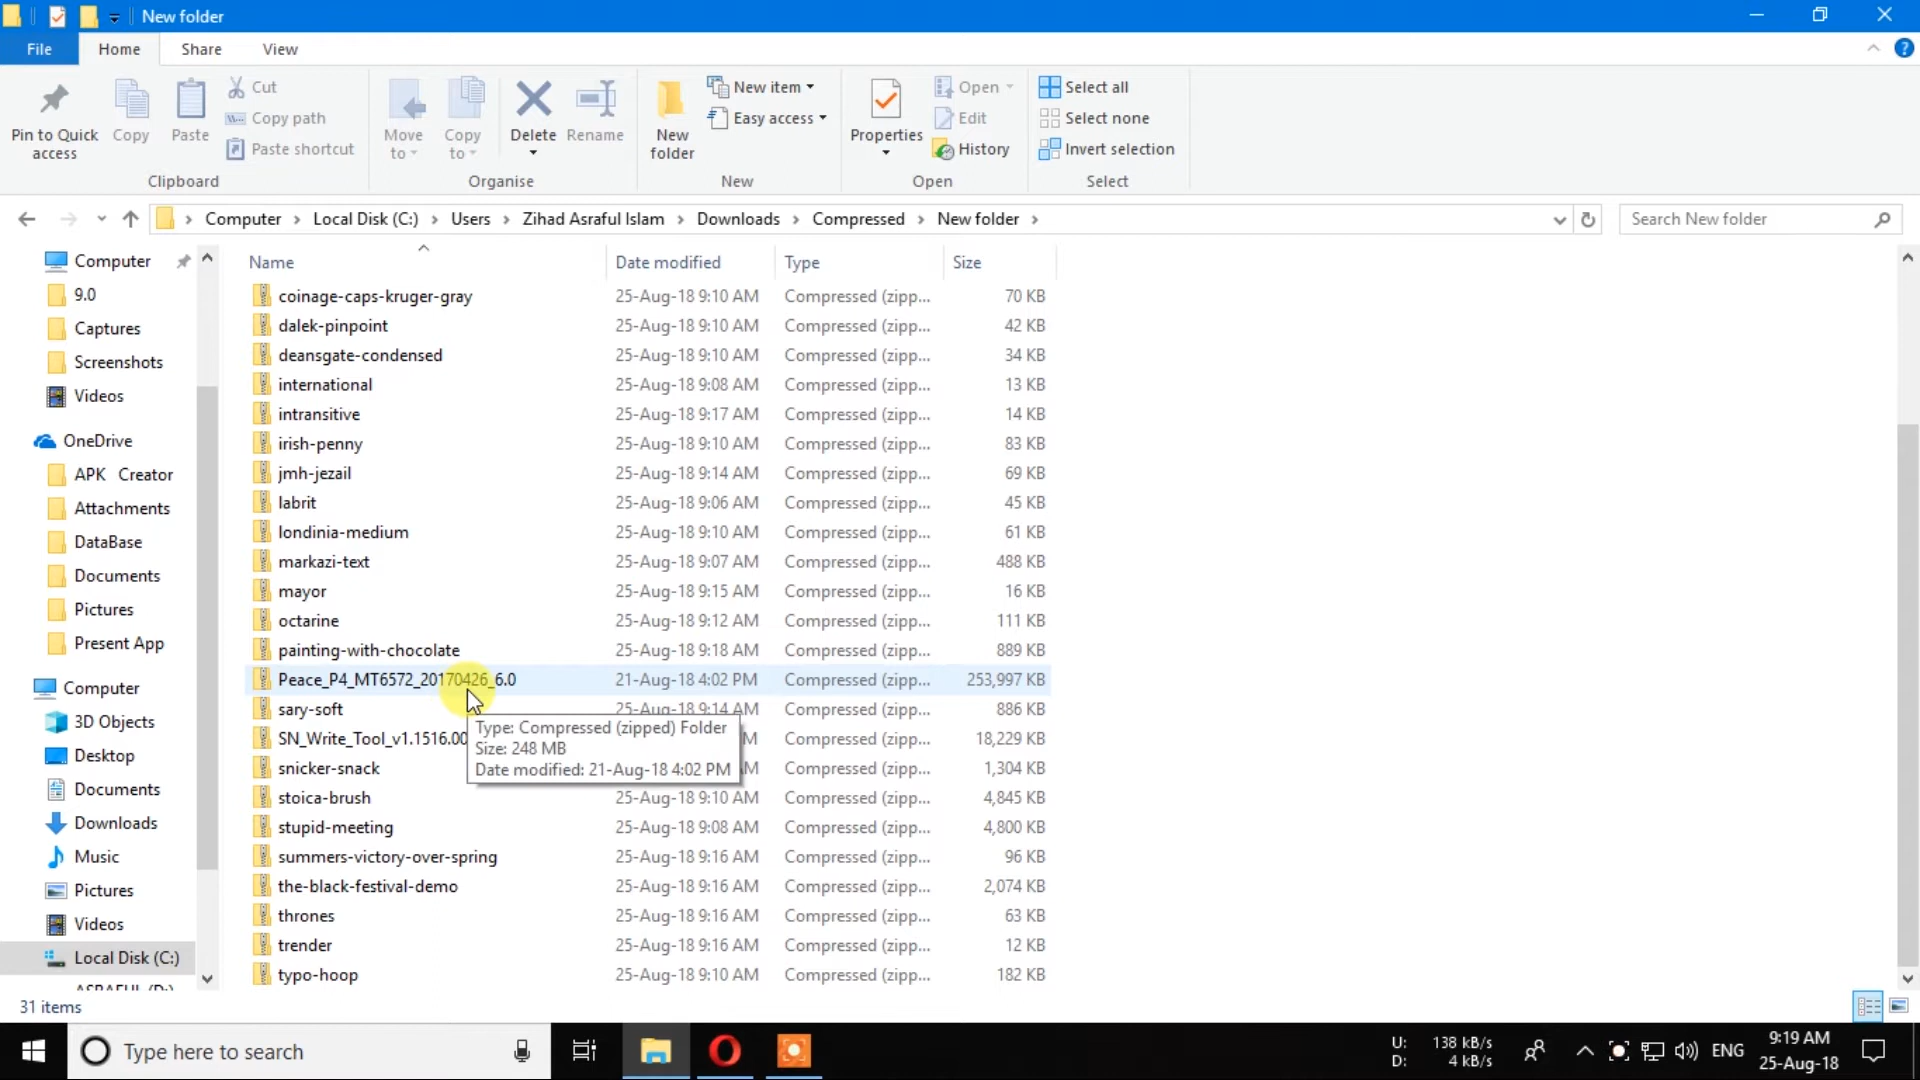 New folder
File Home Share View
Pin to Quick access
Copy
Paste
Cut
Copy path
Paste shortcut
Clipboard
Move to
Copy to
Delete
Rename
Organise
New folder
New item
Easy access
New
Properties
Open
Edit
History
Open
Select all
Select none
Invert selection
Select
Computer Local Disk (C:) Users Zihad Asraful Islam Downloads Compressed New folder
Search New folder
Computer
9.0
Captures
Screenshots
Videos
OneDrive
APK Creator
Attachments
DataBase
Documents
Pictures
Present App
Computer
3D Objects
Desktop
Documents
Downloads
Music
Pictures
Videos
Local Disk (C:)
ASRAFUL (D:)
Name Date modified Type Size
coinage-caps-kruger-gray 25-Aug-18 9:10 AM Compressed (zipp... 70 KB
dalek-pinpoint 25-Aug-18 9:10 AM Compressed (zipp... 42 KB
deansgate-condensed 25-Aug-18 9:10 AM Compressed (zipp... 34 KB
international 25-Aug-18 9:08 AM Compressed (zipp... 13 KB
intransitive 25-Aug-18 9:17 AM Compressed (zipp... 14 KB
irish-penny 25-Aug-18 9:10 AM Compressed (zipp... 83 KB
jmh-jezail 25-Aug-18 9:14 AM Compressed (zipp... 69 KB
labrit 25-Aug-18 9:06 AM Compressed (zipp... 45 KB
londinia-medium 25-Aug-18 9:10 AM Compressed (zipp... 61 KB
markazi-text 25-Aug-18 9:07 AM Compressed (zipp... 488 KB
mayor 25-Aug-18 9:15 AM Compressed (zipp... 16 KB
octarine 25-Aug-18 9:12 AM Compressed (zipp... 111 KB
painting-with-chocolate 25-Aug-18 9:18 AM Compressed (zipp... 889 KB
Peace_P4_MT6572_20170426_6.0 21-Aug-18 4:02 PM Compressed (zipp... 253,997 KB
sary-soft 25-Aug-18 9:14 AM Compressed (zipp... 886 KB
SN_Write_Tool_v1.1516.00 M Compressed (zipp... 18,229 KB
snicker-snack AM Compressed (zipp... 1,304 KB
stoica-brush 25-Aug-18 9:10 AM Compressed (zipp... 4,845 KB
stupid-meeting 25-Aug-18 9:08 AM Compressed (zipp... 4,800 KB
summers-victory-over-spring 25-Aug-18 9:16 AM Compressed (zipp... 96 KB
the-black-festival-demo 25-Aug-18 9:16 AM Compressed (zipp... 2,074 KB
thrones 25-Aug-18 9:16 AM Compressed (zipp... 63 KB
trender 25-Aug-18 9:16 AM Compressed (zipp... 12 KB
typo-hoop 25-Aug-18 9:10 AM Compressed (zipp... 182 KB
Type: Compressed (zipped) Folder
Size: 248 MB
Date modified: 21-Aug-18 4:02 PM
31 items
Type here to search
U: 138 kB/s
D: 4 kB/s
ENG
9:19 AM
25-Aug-18